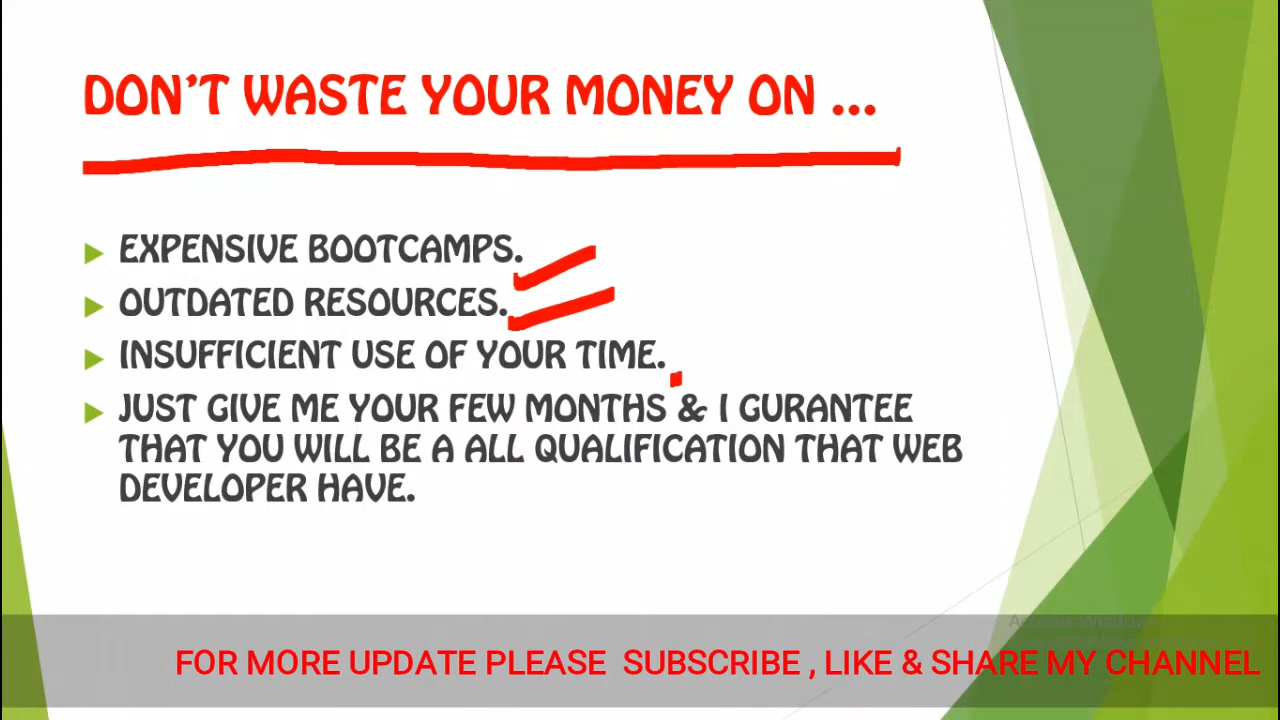 DON'T WASTE YOUR MONEY ON ...
EXPENSIVE BOOTCAMPS.
OUTDATED RESOURCES.
INSUFFICIENT USE OF YOUR TIME.
JUST GIVE ME YOUR FEW MONTHS & I GURANTEE
THAT YOU WILL BE A ALL QUALIFICATION THAT WEB
DEVELOPER HAVE.
FOR MORE UPDATE PLEASE SUBSCRIBE , LIKE & SHARE MY CHANNEL